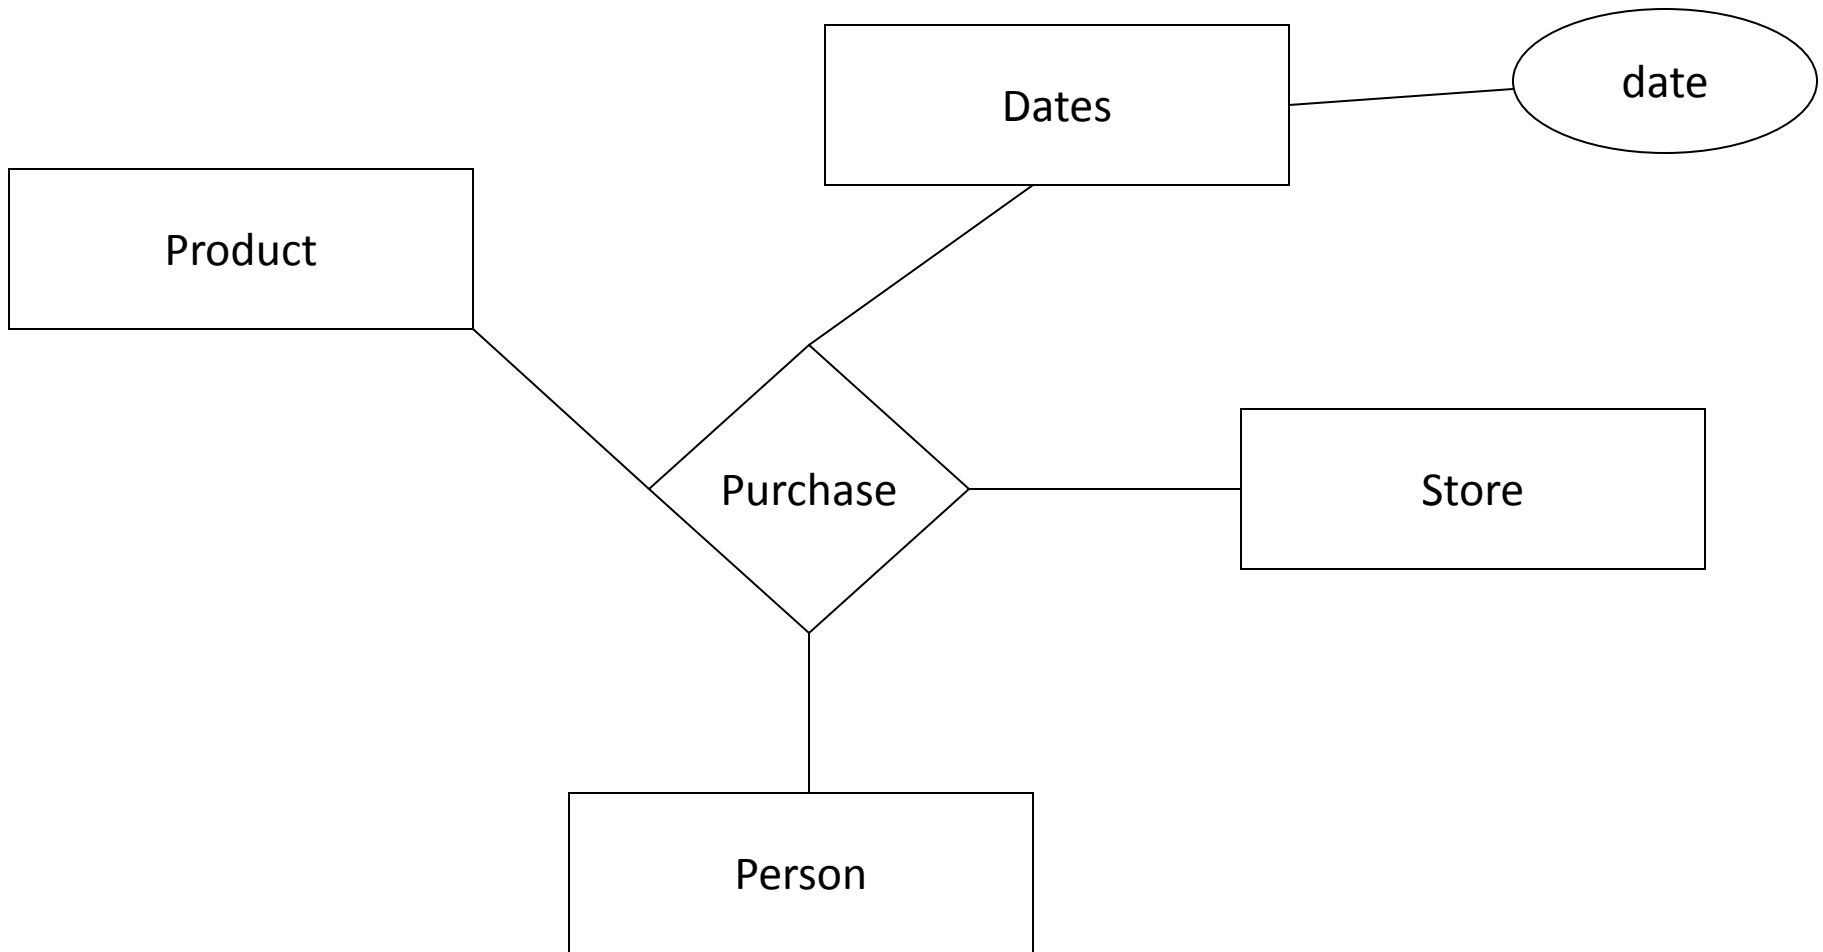 Dates
date
Product
Purchase
Store
Person